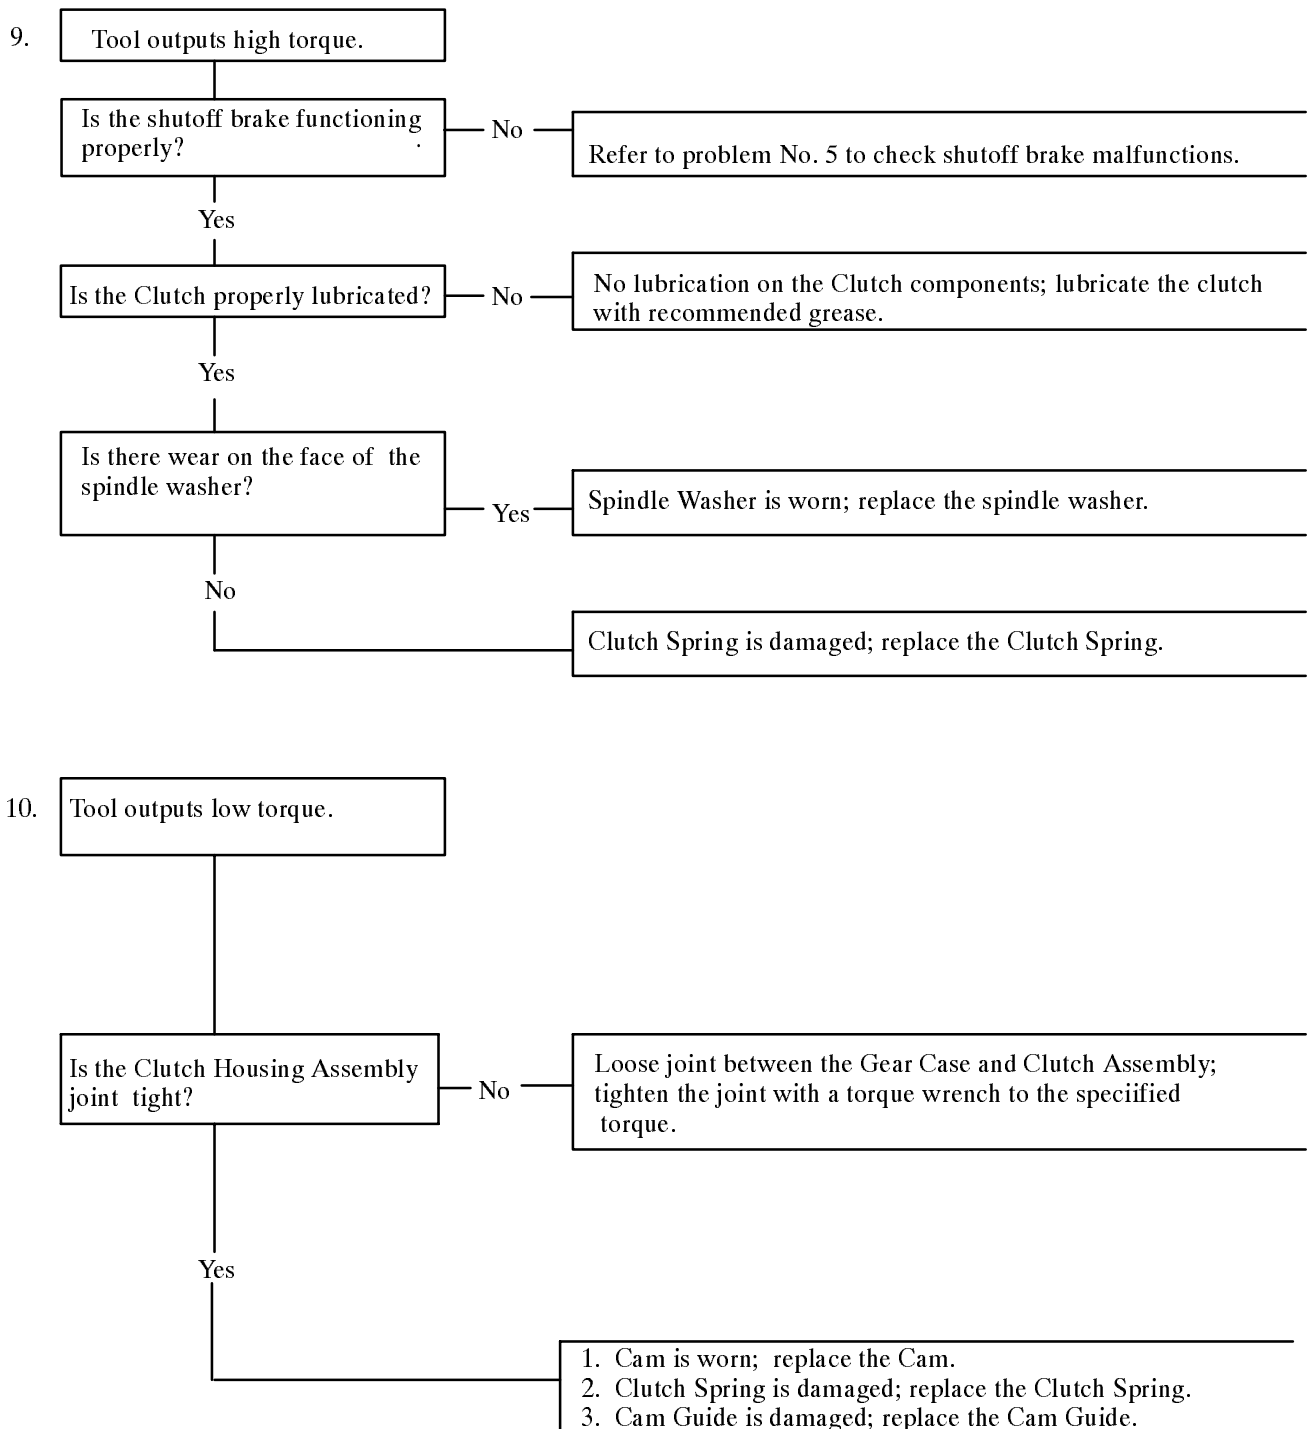 9.
Tool outputs high torque.
Is the shutoff brake functioning
properly?
No
Refer to problem No. 5 to check shutoff brake malfunctions.
Yes
Is the Clutch properly lubricated?
No
No lubrication on the Clutch components; lubricate the clutch
with recommended grease.
Yes
Is there wear on the face of the
spindle washer?
Yes
Spindle Washer is worn; replace the spindle washer.
No
Clutch Spring is damaged; replace the Clutch Spring.
10.
Tool outputs low torque.
Is the Clutch Housing Assembly
joint tight?
No
Loose joint between the Gear Case and Clutch Assembly;
tighten the joint with a torque wrench to the speciified
torque.
Yes
1. Cam is worn; replace the Cam.
2. Clutch Spring is damaged; replace the Clutch Spring.
3. Cam Guide is damaged; replace the Cam Guide.